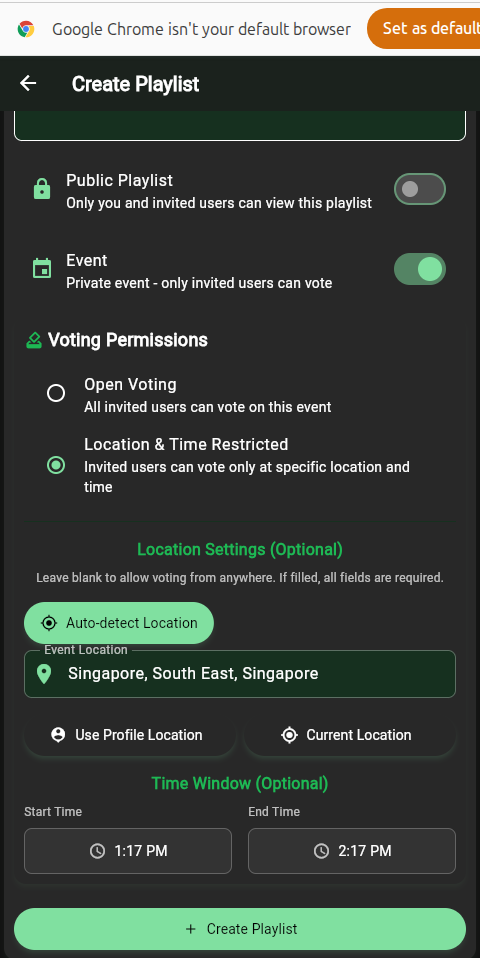 Google Chrome isn't your default browser
Set as default
Create Playlist
Public Playlist
Only you and invited users can view this playlist
Event
Private event - only invited users can vote
Voting Permissions
Open Voting
All invited users can vote on this event
Location & Time Restricted
Invited users can vote only at specific location and
time
Location Settings (Optional)
Leave blank to allow voting from anywhere. If filled, all fields are required.
Auto-detect Location
Event Location
Singapore, South East, Singapore
Use Profile Location
Current Location
Time Window (Optional)
Start Time
End Time
1:17 PM
2:17 PM
+ Create Playlist